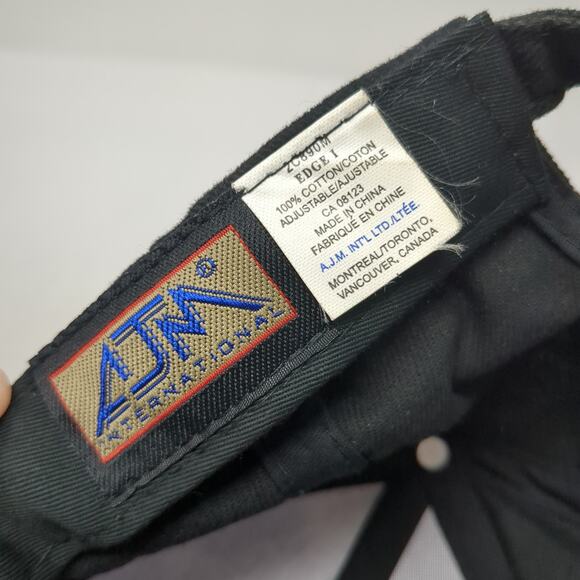 AJM®
INTERNATIONAL
2C890M
EDGE I
100% COTTON/COTON
ADJUSTABLE/AJUSTABLE
CA 08123
MADE IN CHINA
FABRIQUÉ EN CHINE
A.J.M. INT'L LTD./LTÉE.
MONTREAL/TORONTO,
VANCOUVER, CANADA